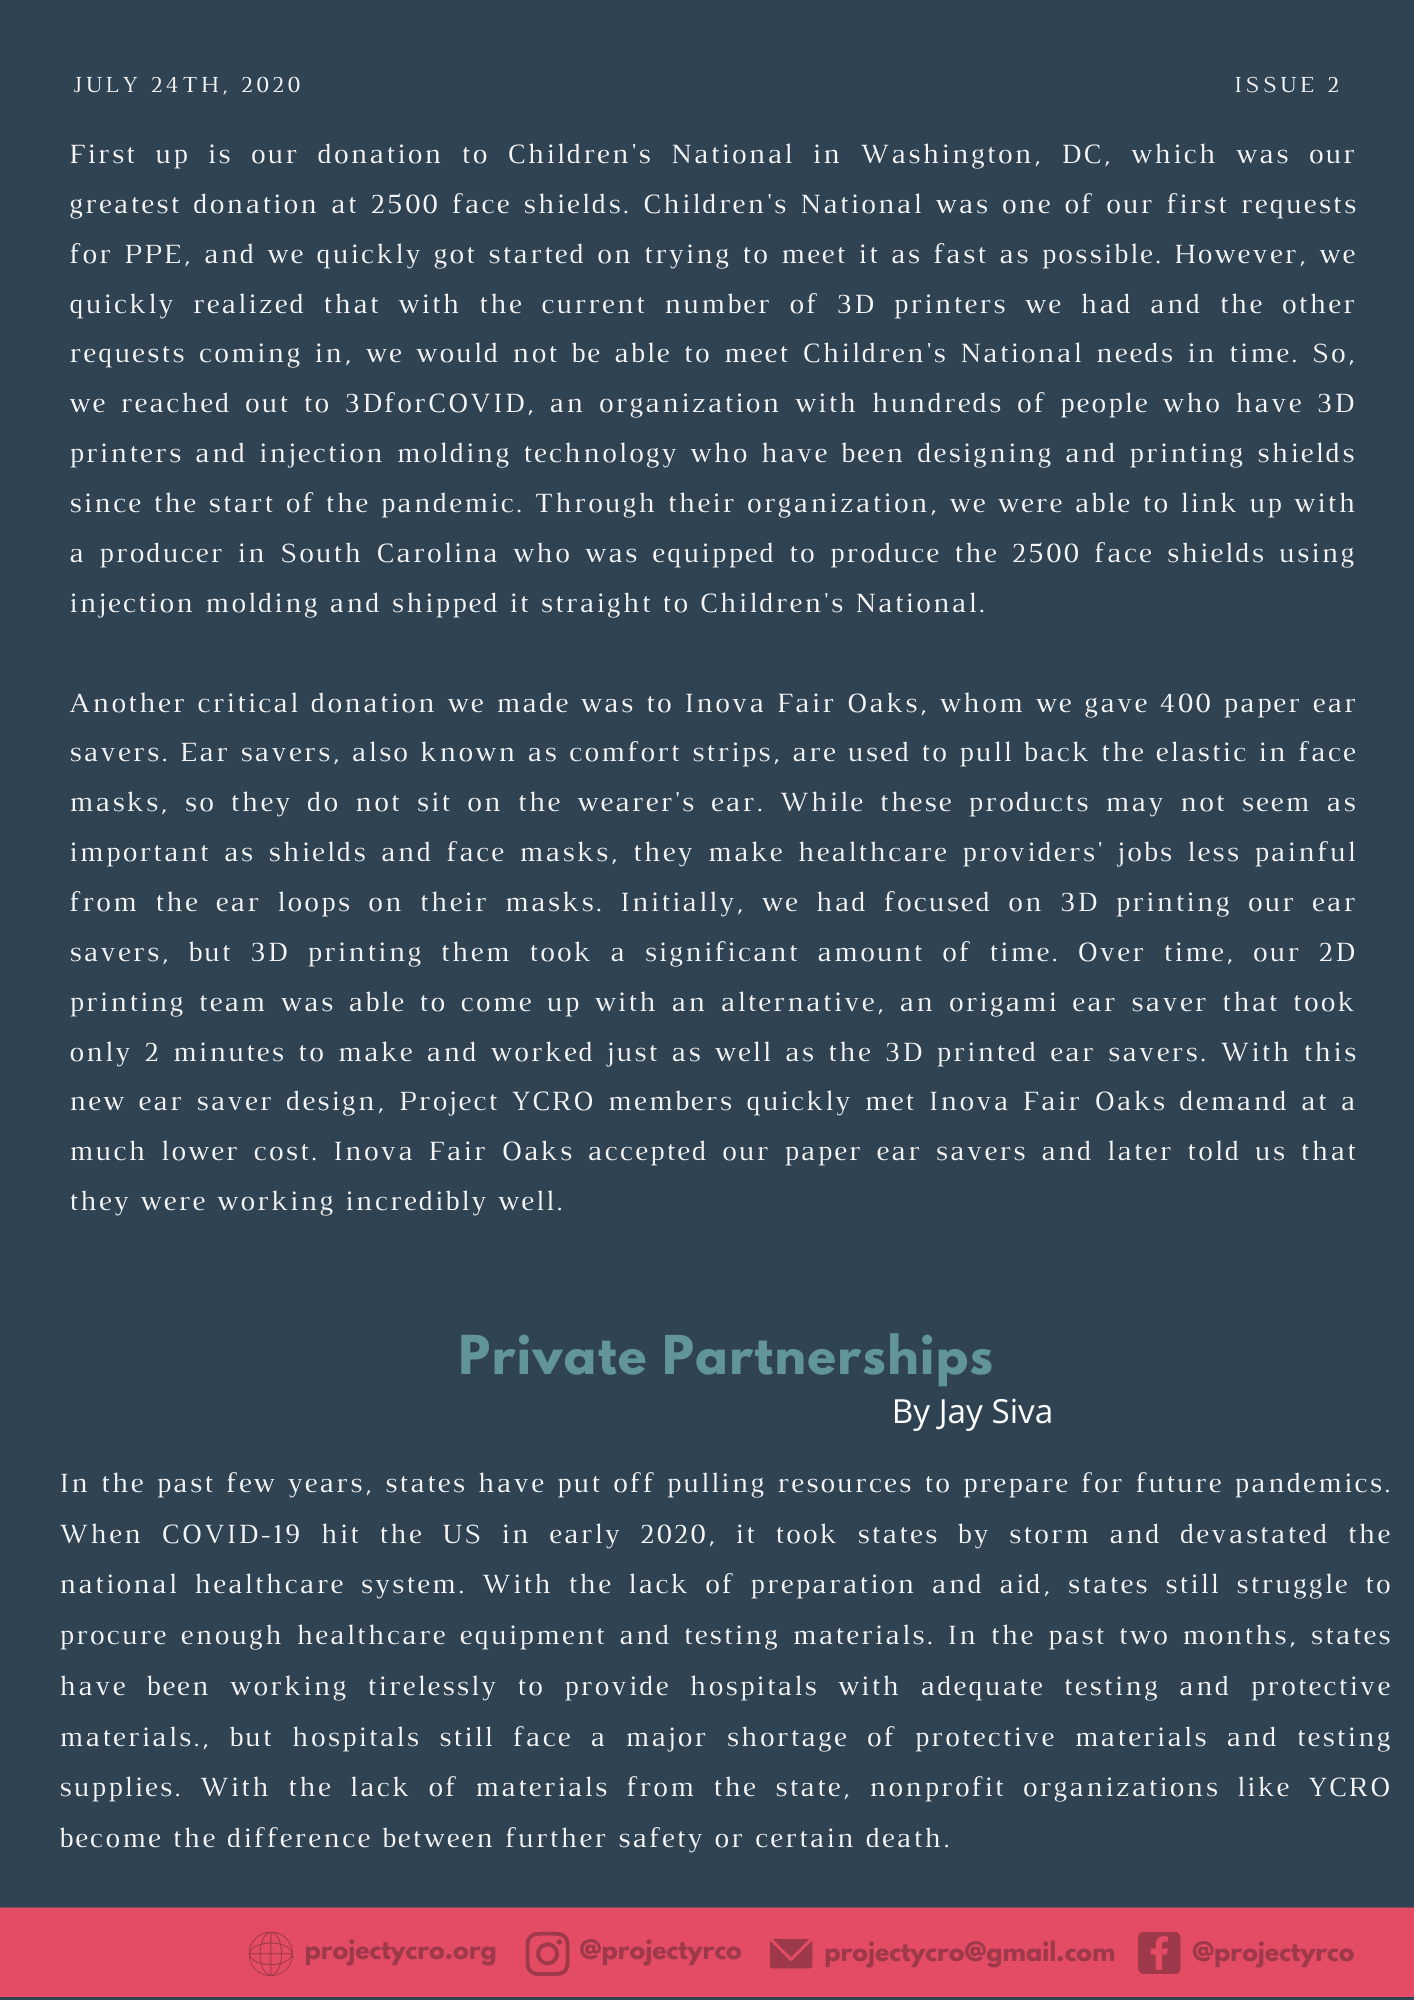 JULY 24TH, 2020
ISSUE 2
First up is our donation to Children's National in Washington, DC, which was our
greatest donation at 2500 face shields. Children's National was one of our first requests
for PPE, and we quickly got started on trying to meet it as fast as possible. However, we
quickly realized that with the current number of 3D printers we had and the other
requests coming in, we would not be able to meet Children's National needs in time. So,
we reached out to 3DforCOVID, an organization with hundreds of people who have 3D
printers and injection molding technology who have been designing and printing shields
since the start of the pandemic. Through their organization, we were able to link up with
a producer in South Carolina who was equipped to produce the 2500 face shields using
injection molding and shipped it straight to Children's National.
Another critical donation we made was to Inova Fair Oaks, whom we gave 400 paper ear
savers. Ear savers, also known as comfort strips, are used to pull back the elastic in face
masks, so they do not sit on the wearer's ear. While these products may not seem as
important as shields and face masks, they make healthcare providers' jobs less painful
from the ear loops on their masks. Initially, we had focused on 3D printing our ear
savers, but 3D printing them took a significant amount of time. Over time, our 2D
printing team was able to come up with an alternative, an origami ear saver that took
only 2 minutes to make and worked just as well as the 3D printed ear savers. With this
new ear saver design, Project YCRO members quickly met Inova Fair Oaks demand at a
much lower cost. Inova Fair Oaks accepted our paper ear savers and later told us that
they were working incredibly well.
Private Partnerships
By Jay Siva
In the past few years, states have put off pulling resources to prepare for future pandemics.
When COVID-19 hit the US in early 2020, it took states by storm and devastated the
national healthcare system. With the lack of preparation and aid, states still struggle to
procure enough healthcare equipment and testing materials. In the past two months, states
have been working tirelessly to provide hospitals with adequate testing and protective
materials., but hospitals still face a major shortage of protective materials and testing
supplies. With the lack of materials from the state, nonprofit organizations like YCRO
become the difference between further safety or certain death.
projectycro.org @projectyrco projectycro@gmail.com @projectyrco